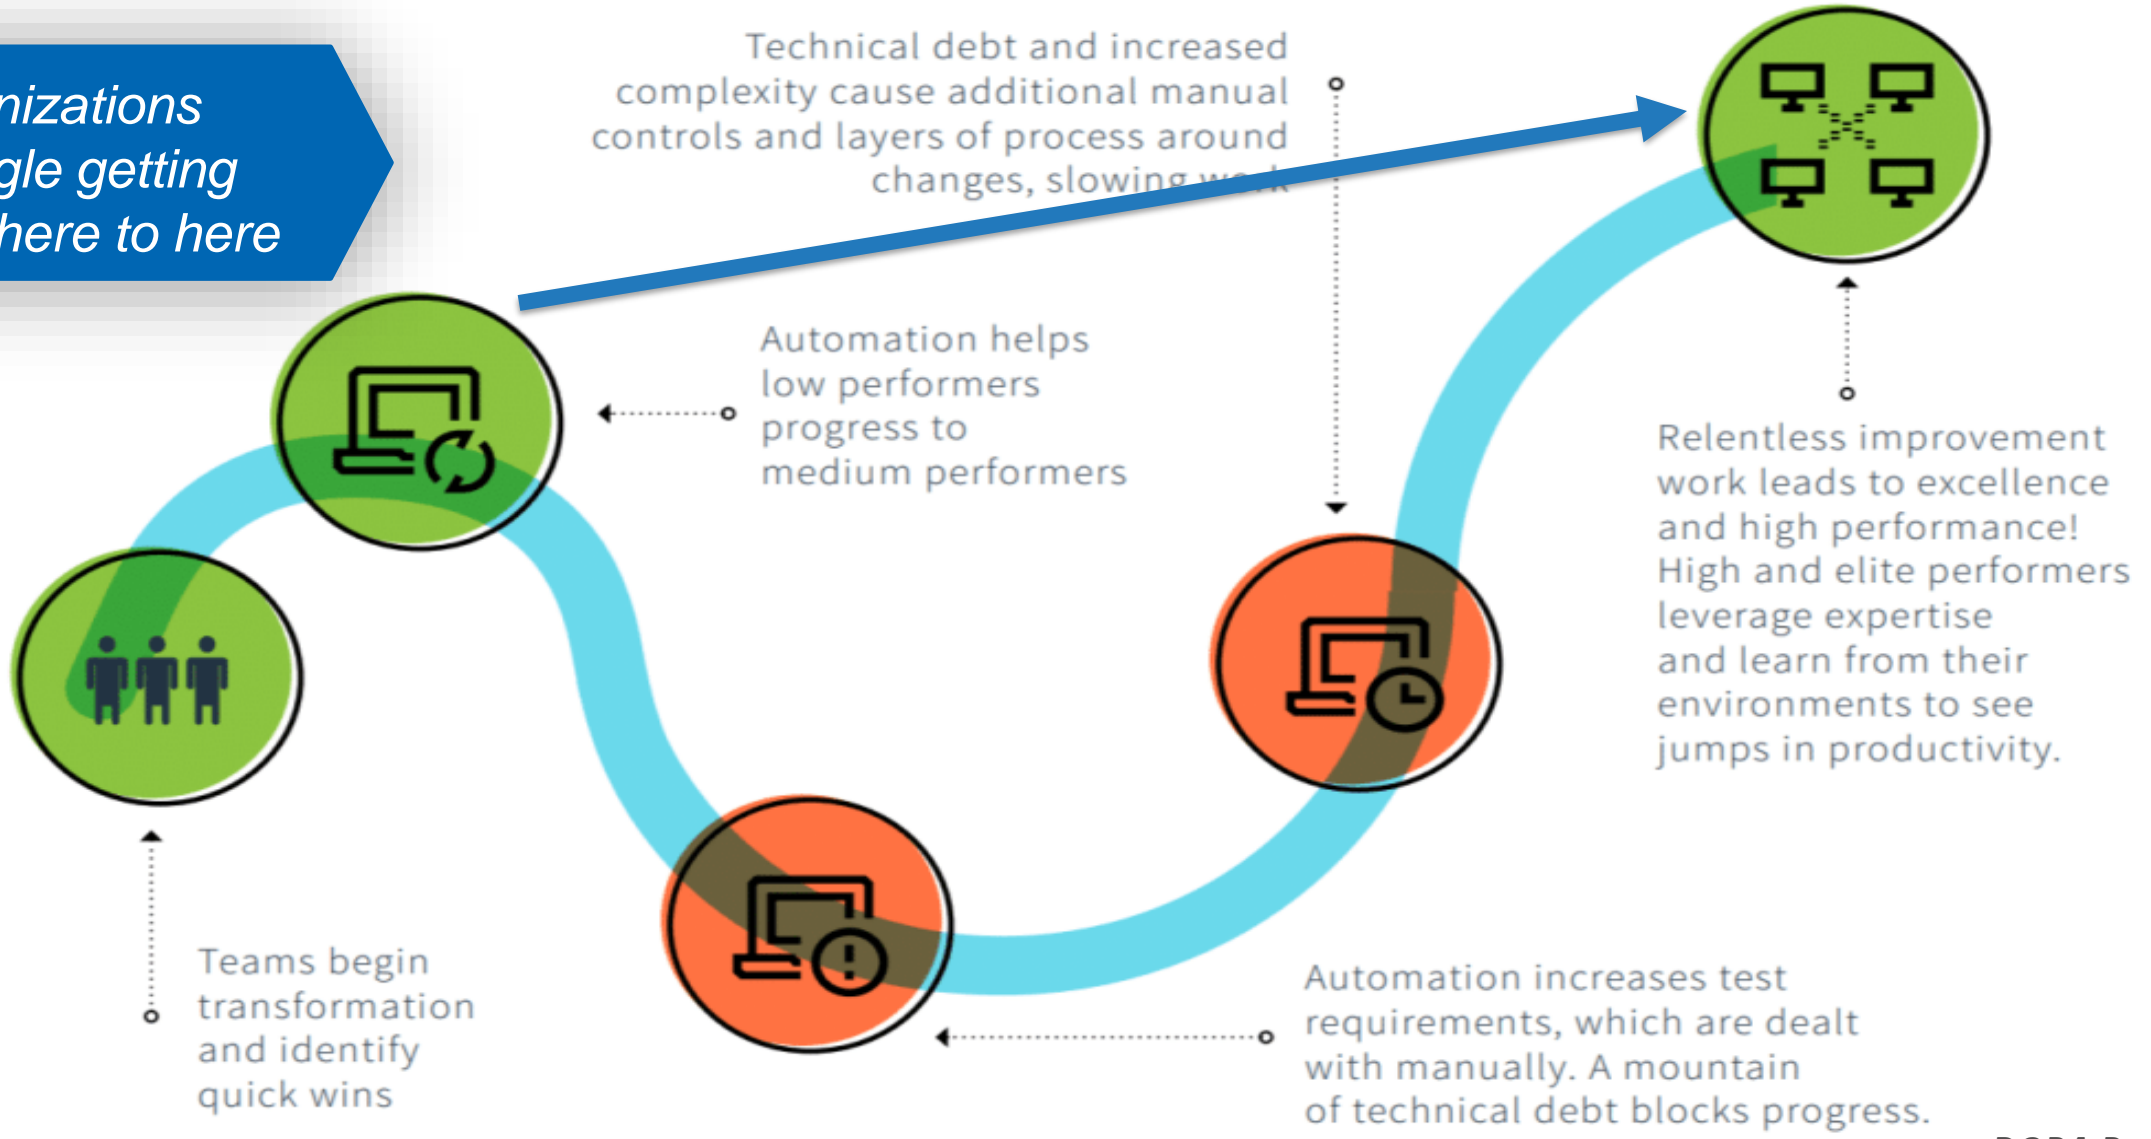 nizations
gle getting
here to here
Technical debt and increased
complexity cause additional manual
controls and layers of process around
changes, slowing work
Automation helps
low performers
progress to
medium performers
Relentless improvement
work leads to excellence
and high performance!
High and elite performers
leverage expertise
and learn from their
environments to see
jumps in productivity.
Teams begin
transformation
and identify
quick wins
Automation increases test
requirements, which are dealt
with manually. A mountain
of technical debt blocks progress.